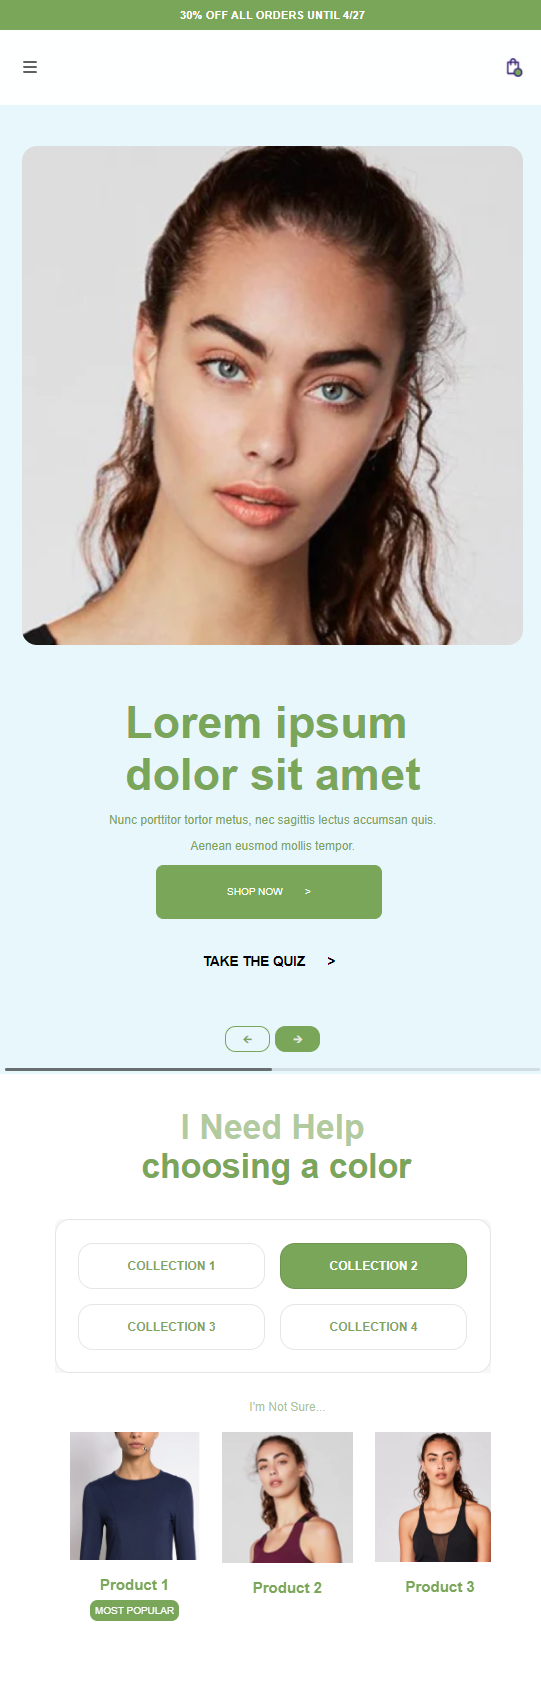 30% OFF ALL ORDERS UNTIL 4/27
Lorem ipsum
dolor sit amet
Nunc porttitor tortor metus, nec sagittis lectus accumsan quis.
Aenean eusmod mollis tempor.
SHOP NOW >
TAKE THE QUIZ >
I Need Help
choosing a color
COLLECTION 1
COLLECTION 2
COLLECTION 3
COLLECTION 4
I'm Not Sure...
Product 1
Product 2
Product 3
MOST POPULAR